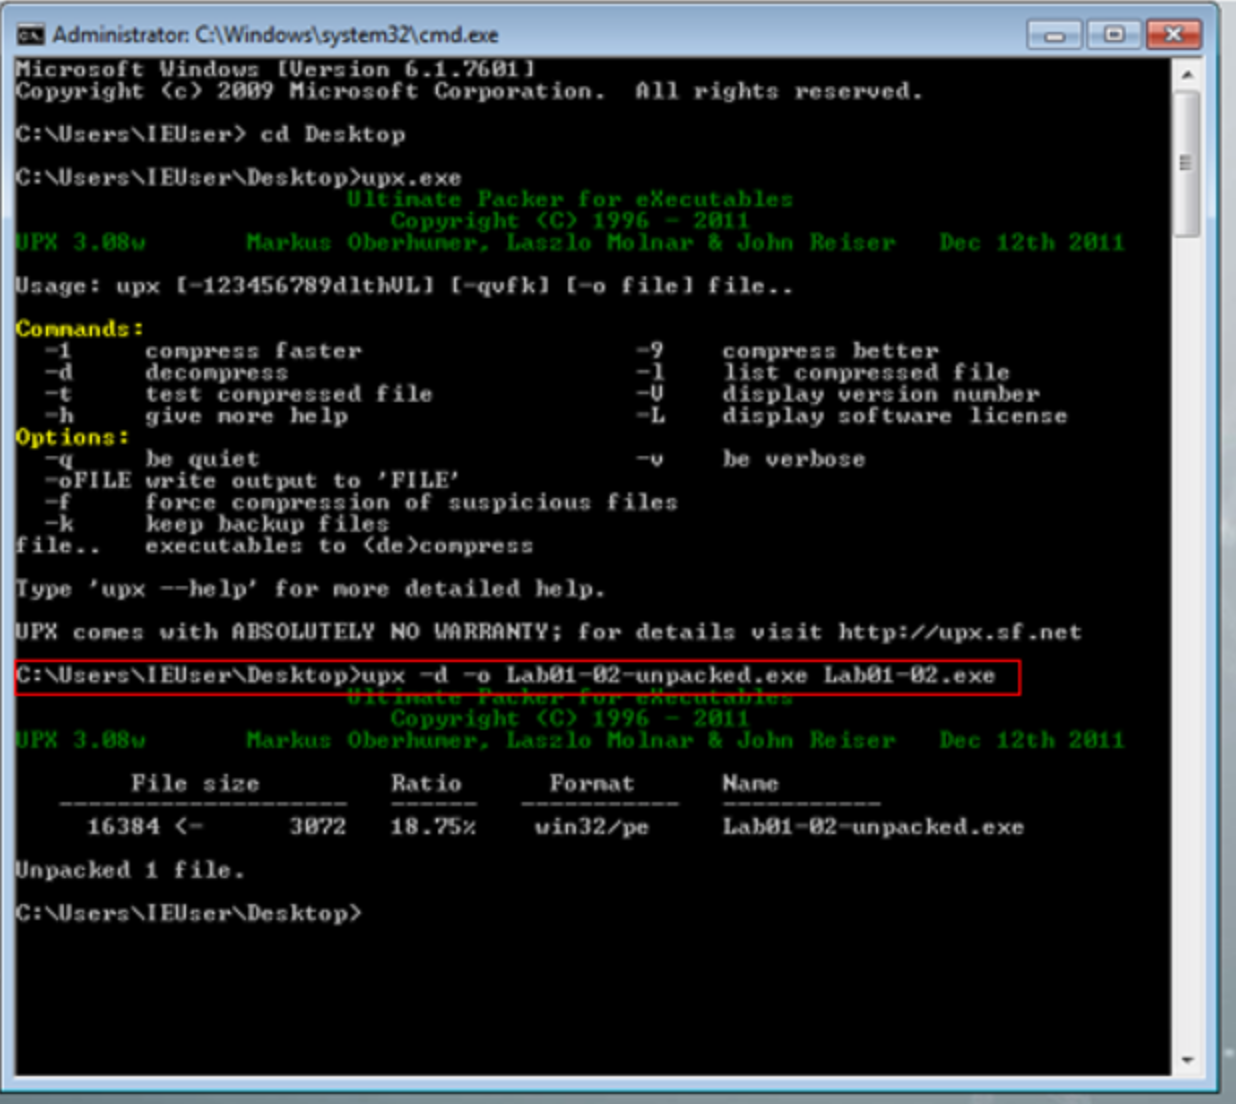 Administrator: C:\Windows\system32\cmd.exe
Microsoft Windows [Version 6.1.7601]
Copyright (c) 2009 Microsoft Corporation.  All rights reserved.
C:\Users\IEUser> cd Desktop
C:\Users\IEUser\Desktop>upx.exe
Ultimate Packer for eXecutables
Copyright (C) 1996 - 2011
UPX 3.08w       Markus Oberhumer, Laszlo Molnar & John Reiser   Dec 12th 2011
Usage: upx [-123456789dlthVL] [-qvfk] [-o file] file..
Commands:
-1     compress faster                   -9    compress better
-d     decompress                        -l    list compressed file
-t     test compressed file              -V    display version number
-h     give more help                    -L    display software license
Options:
-q     be quiet                          -v    be verbose
-oFILE write output to 'FILE'
-f     force compression of suspicious files
-k     keep backup files
file..   executables to (de)compress
Type 'upx --help' for more detailed help.
UPX comes with ABSOLUTELY NO WARRANTY; for details visit http://upx.sf.net
C:\Users\IEUser\Desktop>upx -d -o Lab01-02-unpacked.exe Lab01-02.exe
Ultimate Packer for eXecutables
Copyright (C) 1996 - 2011
UPX 3.08w       Markus Oberhumer, Laszlo Molnar & John Reiser   Dec 12th 2011
File size         Ratio      Format      Name
16384 <-      3072   18.75%    win32/pe     Lab01-02-unpacked.exe
Unpacked 1 file.
C:\Users\IEUser\Desktop>